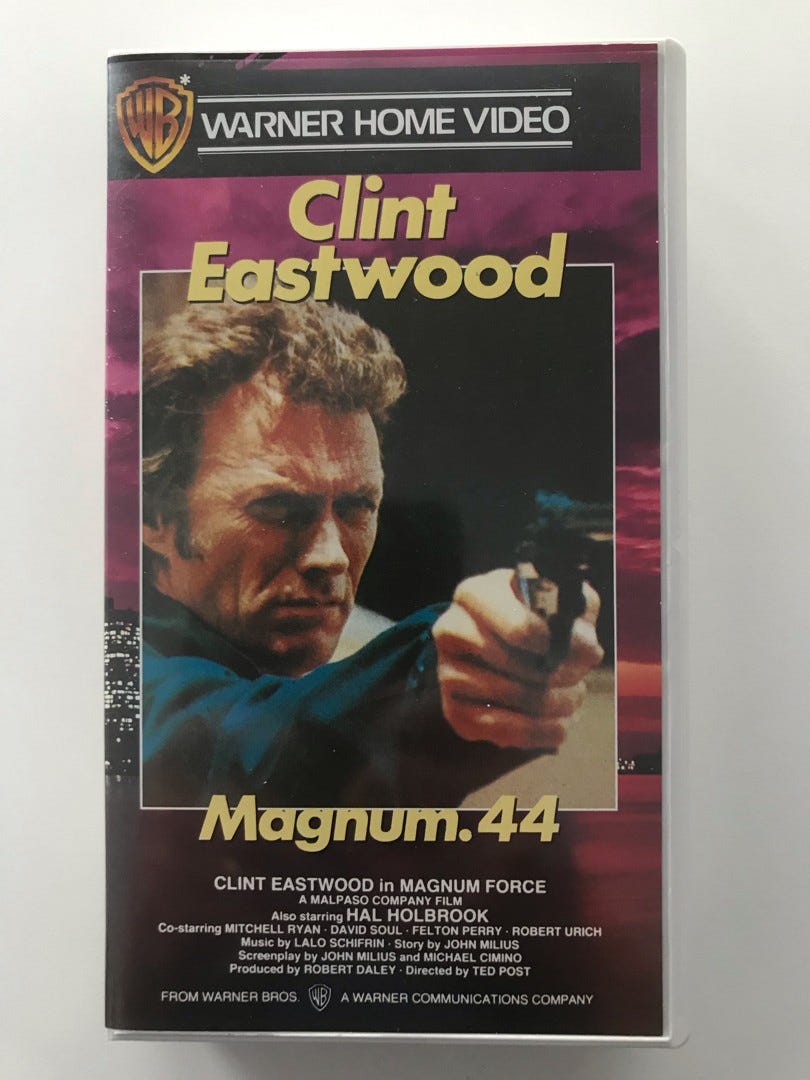 WB*
WARNER HOME VIDEO
Clint
Eastwood
Magnum.44
CLINT EASTWOOD in MAGNUM FORCE
A MALPASO COMPANY FILM
Also starring HAL HOLBROOK
Co-starring MITCHELL RYAN · DAVID SOUL · FELTON PERRY · ROBERT URICH
Music by LALO SCHIFRIN · Story by JOHN MILIUS
Screenplay by JOHN MILIUS and MICHAEL CIMINO
Produced by ROBERT DALEY · Directed by TED POST
FROM WARNER BROS. WB A WARNER COMMUNICATIONS COMPANY